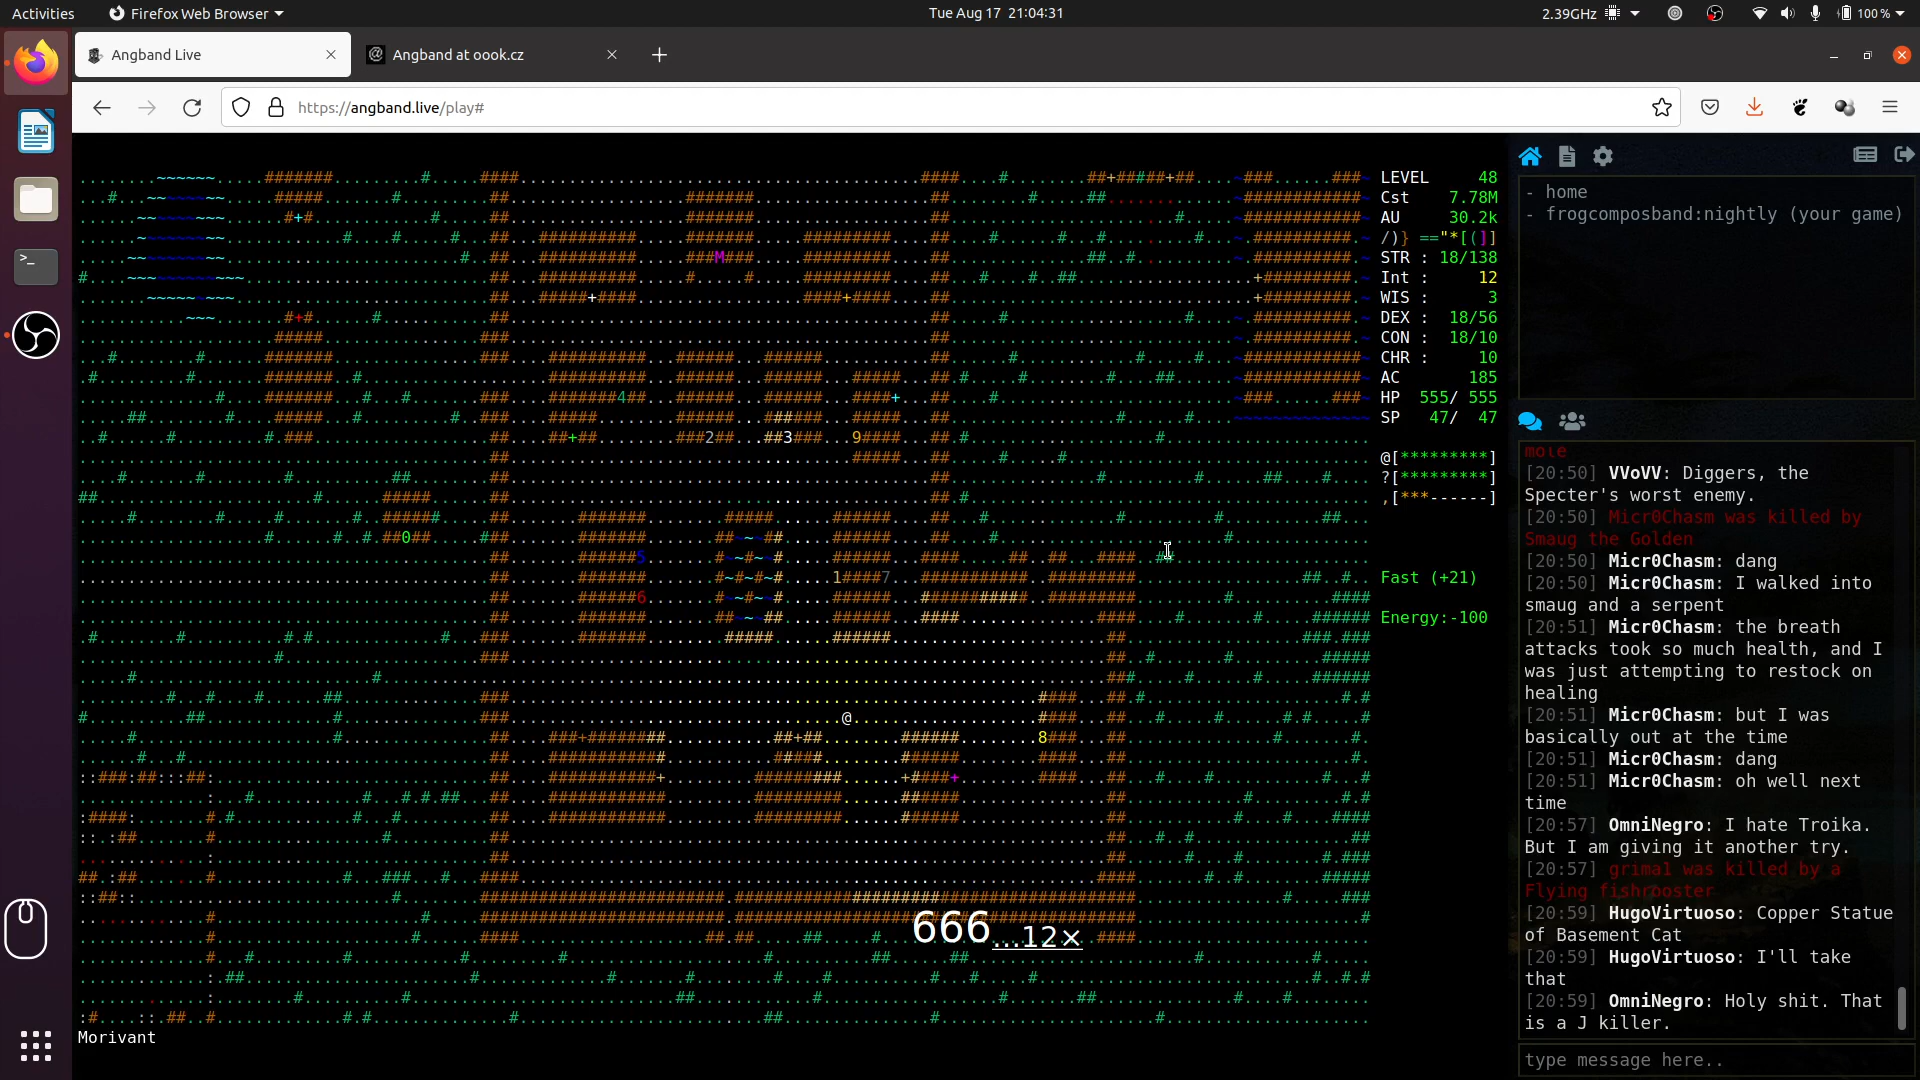 Activities
Firefox Web Browser
Tue Aug 17 21:04:31
2.39GHz
100 %
Angband Live
Angband at oook.cz
https://angband.live/play#
LEVEL 48
Cst 7.78M
AU 30.2k
/)} =="*[(]]
STR : 18/138
Int : 12
WIS : 3
DEX : 18/56
CON : 18/10
CHR : 10
AC 185
HP 555/ 555
SP 47/ 47
@[*********]
?[*********]
,[***------]
Fast (+21)
Energy:-100
666...12×
Morivant
- home
- frogcomposband:nightly (your game)
[20:50] VVoVV: Diggers, the
Specter's worst enemy.
[20:50] Micr0Chasm was killed by
Smaug the Golden
[20:50] Micr0Chasm: dang
[20:50] Micr0Chasm: I walked into
smaug and a serpent
[20:51] Micr0Chasm: the breath
attacks took so much health, and I
was just attempting to restock on
healing
[20:51] Micr0Chasm: but I was
basically out at the time
[20:51] Micr0Chasm: dang
[20:51] Micr0Chasm: oh well next
time
[20:57] OmniNegro: I hate Troika.
But I am giving it another try.
[20:57] grimal was killed by a
Flying fishrooster
[20:59] HugoVirtuoso: Copper Statue
of Basement Cat
[20:59] HugoVirtuoso: I'll take
that
[20:59] OmniNegro: Holy shit. That
is a J killer.
type message here..